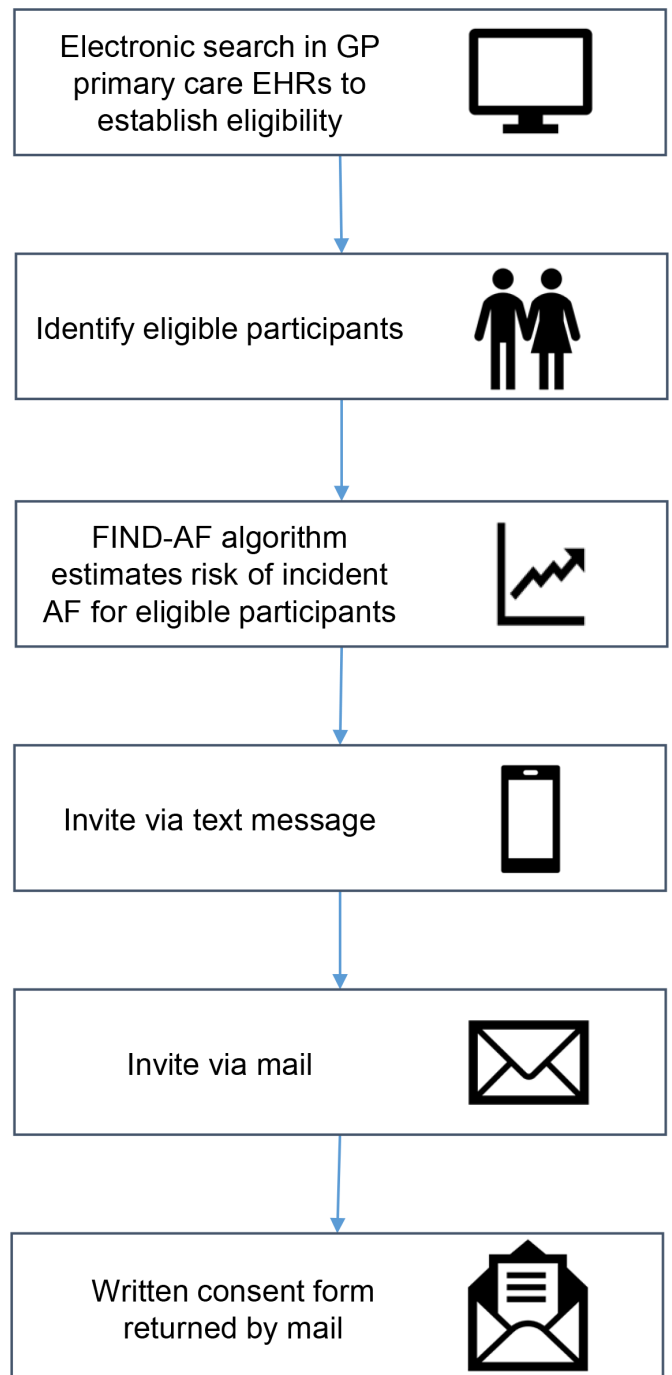 Electronic search in GP
primary care EHRs to
establish eligibility
Identify eligible participants
FIND-AF algorithm
estimates risk of incident
AF for eligible participants
Invite via text message
Invite via mail
Written consent form
returned by mail